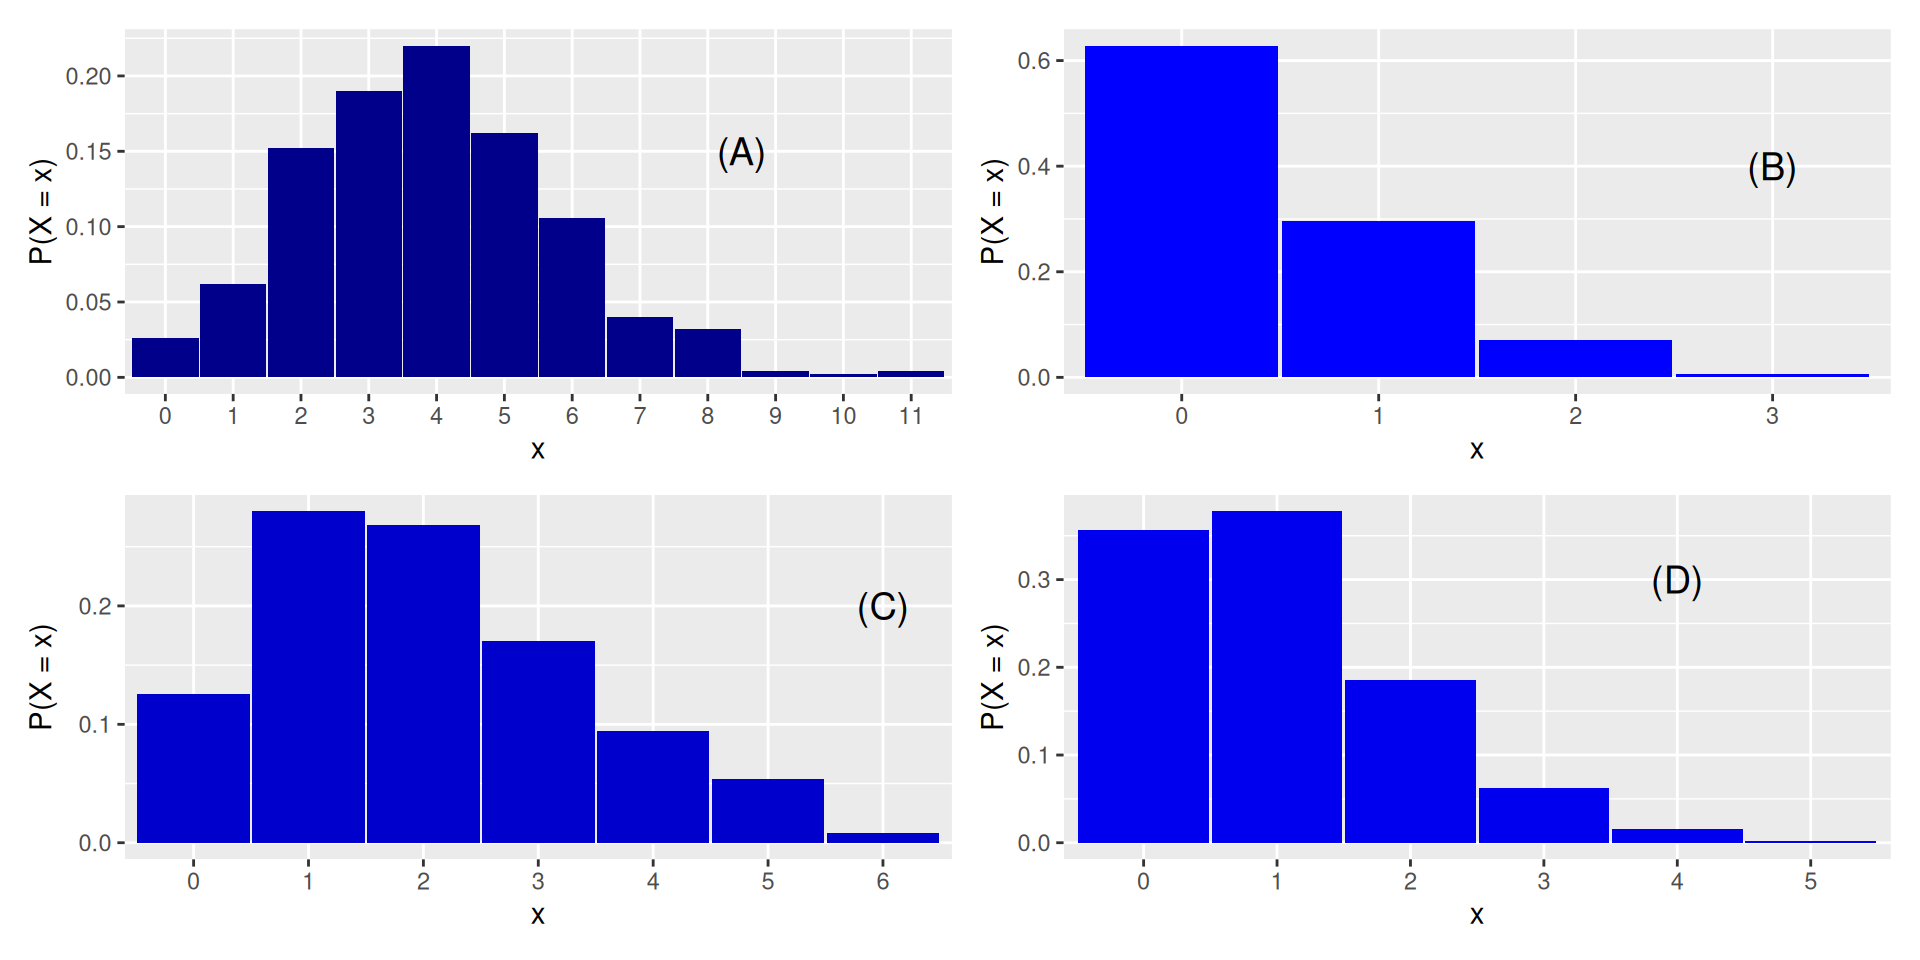 P(X = x)
0.20
0.15
0.10
0.05
0.00
(A)
0 1 2 3 4 5 6 7 8 9 10 11
x
P(X = x)
0.6
0.4
0.2
0.0
(B)
0 1 2 3
x
P(X = x)
0.2
0.1
0.0
(C)
0 1 2 3 4 5 6
x
P(X = x)
0.3
0.2
0.1
0.0
(D)
0 1 2 3 4 5
x